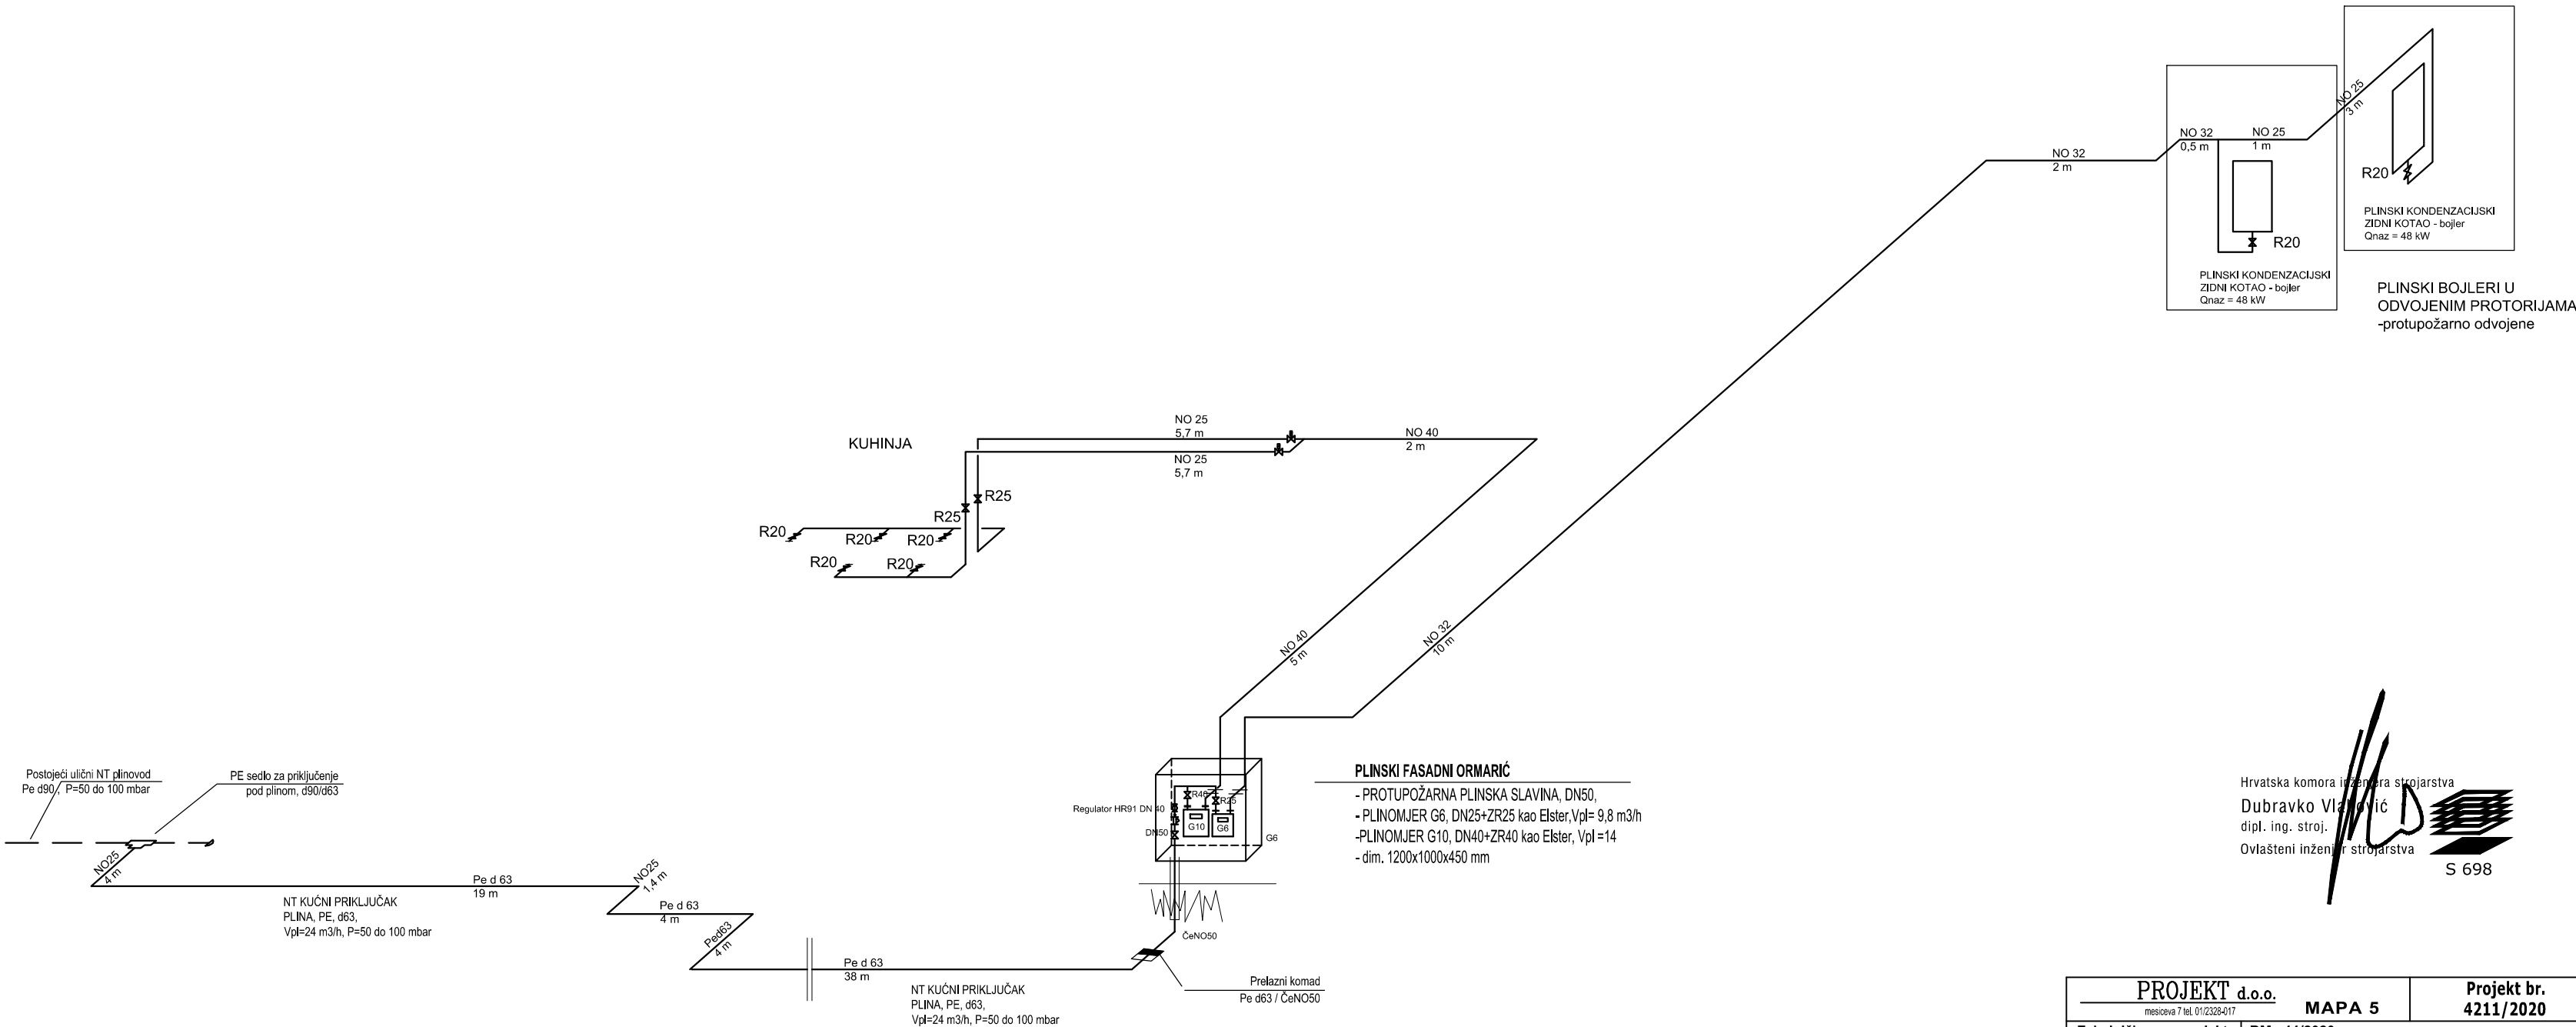 NO 25
3 m
NO 32
0,5 m
NO 25
1 m
NO 32
2 m
R20
PLINSKI KONDENZACIJSKI
ZIDNI KOTAO - bojler
Qnaz = 48 kW
R20
PLINSKI KONDENZACIJSKI
ZIDNI KOTAO - bojler
Qnaz = 48 kW
PLINSKI BOJLERI U
ODVOJENIM PROTORIJAMA
-protupožarno odvojene
KUHINJA
NO 25
5,7 m
NO 25
5,7 m
NO 40
2 m
R25
R25
R20
R20
R20
R20
R20
NO 40
5 m
NO 32
10 m
Postojeći ulični NT plinovod
Pe d90, P=50 do 100 mbar
PE sedlo za priključenje
pod plinom, d90/d63
Regulator HR91 DN 40
DN50
R40
R25
G10
G6
G6
PLINSKI FASADNI ORMARIĆ
- PROTUPOŽARNA PLINSKA SLAVINA, DN50,
- PLINOMJER G6, DN25+ZR25 kao Elster,Vpl= 9,8 m3/h
-PLINOMJER G10, DN40+ZR40 kao Elster, Vpl =14
- dim. 1200x1000x450 mm
NO25
4 m
Pe d 63
19 m
NO25
1,4 m
Pe d 63
4 m
Ped63
4 m
NT KUĆNI PRIKLJUČAK
PLINA, PE, d63,
Vpl=24 m3/h, P=50 do 100 mbar
Pe d 63
38 m
NT KUĆNI PRIKLJUČAK
PLINA, PE, d63,
Vpl=24 m3/h, P=50 do 100 mbar
ČeNO50
Prelazni komad
Pe d63 / ČeNO50
Hrvatska komora inženjera strojarstva
Dubravko
dipl. ing. stroj.
Ovlašteni inženjer strojarstva
S 698
PROJEKT d.o.o.
mesiceva 7 tel. 01/2328-017
MAPA 5
Projekt br.
4211/2020